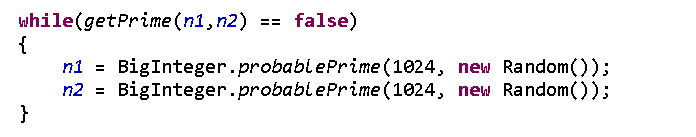 while(getPrime(n1,n2) == false)
{
n1 = BigInteger.probablePrime(1024, new Random());
n2 = BigInteger.probablePrime(1024, new Random());
}